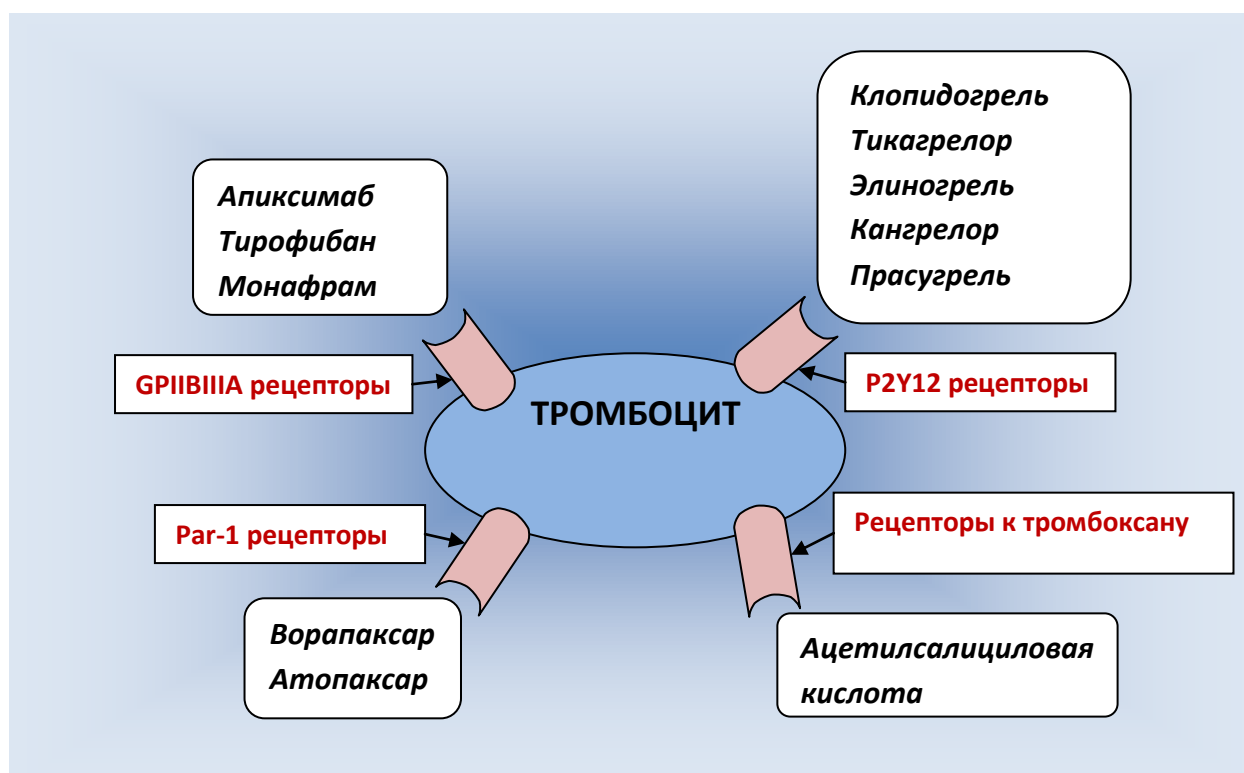 Клопидогрель
Тикагрелор
Элиногрель
Кангрелор
Прасугрель
Апиксимаб
Тирофибан
Монафрам
GPIIBIIIA рецепторы
P2Y12 рецепторы
ТРОМБОЦИТ
Par-1 рецепторы
Рецепторы к тромбоксану
Ворапаксар
Атопаксар
Ацетилсалициловая
кислота